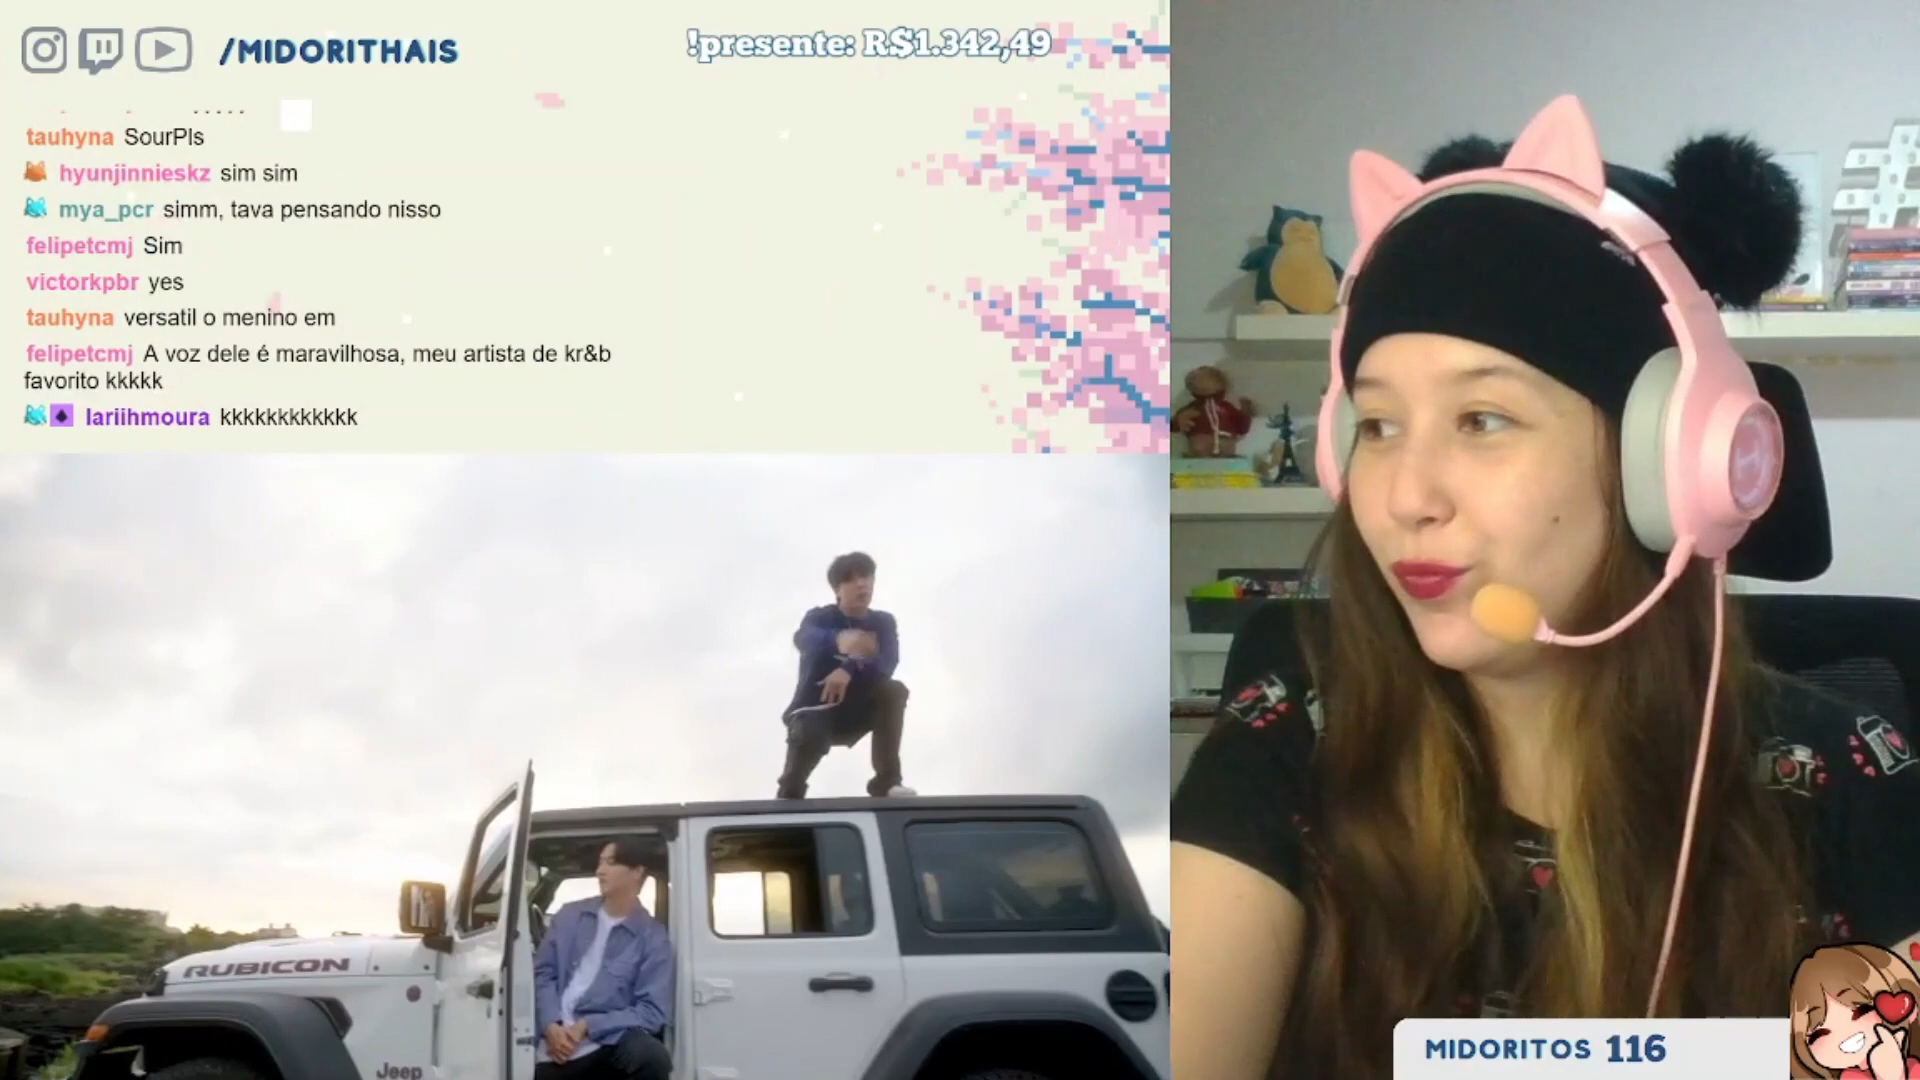 /MIDORITHAIS
!presente: R$1.342,49
tauhyna SourPls
hyunjinnieskz sim sim
mya_pcr simm, tava pensando nisso
felipetcmj Sim
victorkpbr yes
tauhyna versatil o menino em
felipetcmj A voz dele é maravilhosa, meu artista de kr&b
favorito kkkkk
lariihmoura kkkkkkkkkkkk
RUBICON
Jeep
MIDORITOS 116